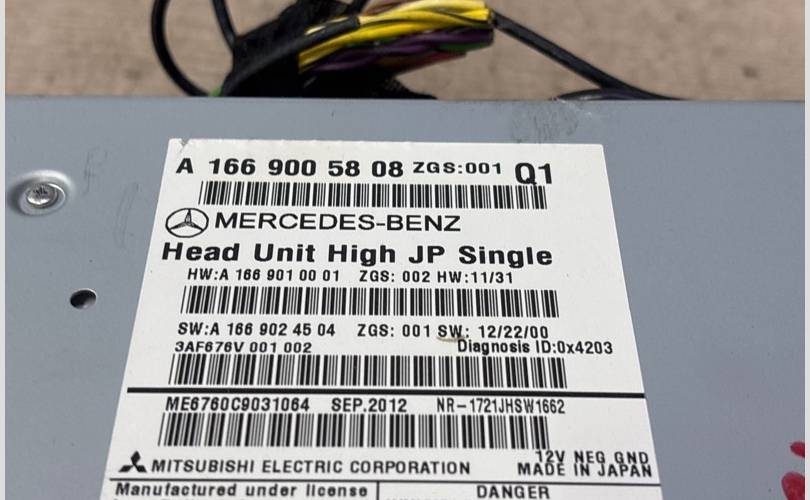 A 166 900 58 08 ZGS:001 Q1
MERCEDES-BENZ
Head Unit High JP Single
HW:A 166 901 00 01 ZGS: 002 HW:11/31
SW:A 166 902 45 04 ZGS: 001 SW: 12/22/00
3AF676V 001 002 Diagnosis ID:0x4203
ME6760C9031064 SEP.2012 NR-1721JHSW1662
12V NEG GND
MITSUBISHI ELECTRIC CORPORATION MADE IN JAPAN
Manufactured under license DANGER